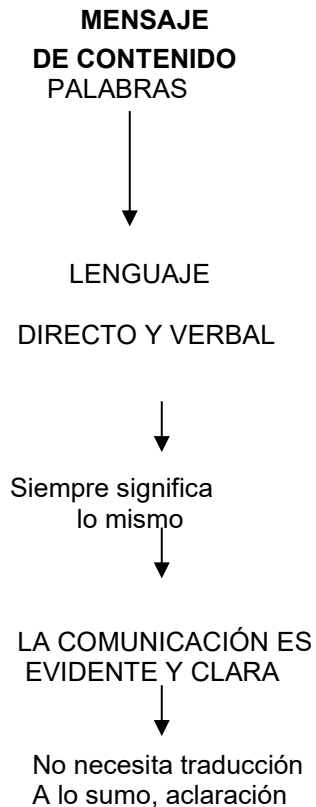 MENSAJE
DE CONTENIDO
PALABRAS
LENGUAJE
DIRECTO Y VERBAL
Siempre significa
lo mismo
LA COMUNICACIÓN ES
EVIDENTE Y CLARA
No necesita traducción
A lo sumo, aclaración